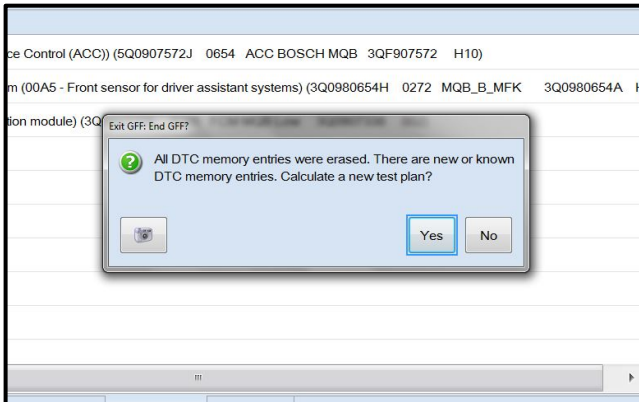 ce Control (ACC)) (5Q0907572J 0654 ACC BOSCH MQB 3QF907572 H10)
m (00A5 - Front sensor for driver assistant systems) (3Q0980654H 0272 MQB_B_MFK 3Q0980654A H
tion module) (3Q
Exit GFF: End GFF?
All DTC memory entries were erased. There are new or known
DTC memory entries. Calculate a new test plan?
Yes No